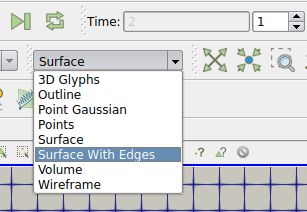 Time: 2 1
Surface
3D Glyphs
Outline
Point Gaussian
Points
Surface
Surface With Edges
Volume
Wireframe